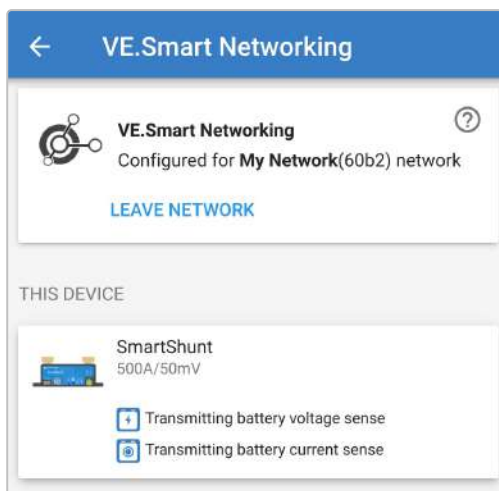 VE.Smart Networking
VE.Smart Networking
Configured for My Network(60b2) network
LEAVE NETWORK
THIS DEVICE
SmartShunt
500A/50mV
Transmitting battery voltage sense
Transmitting battery current sense